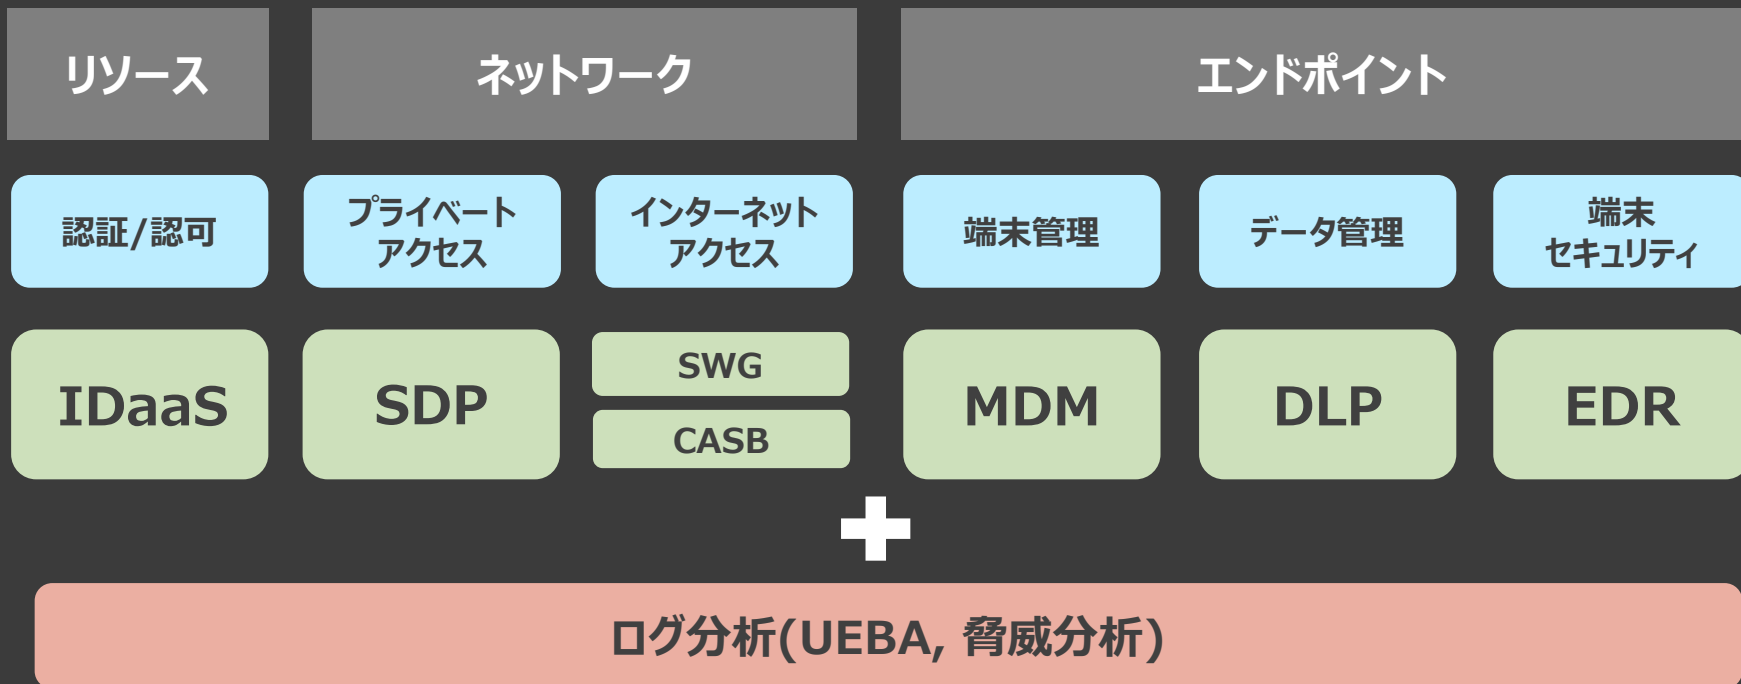 リソース
ネットワーク
エンドポイント
認証/認可
プライベート
アクセス
インターネット
アクセス
端末管理
データ管理
端末
セキュリティ
IDaaS
SDP
SWG
CASB
MDM
DLP
EDR
ログ分析(UEBA, 脅威分析)